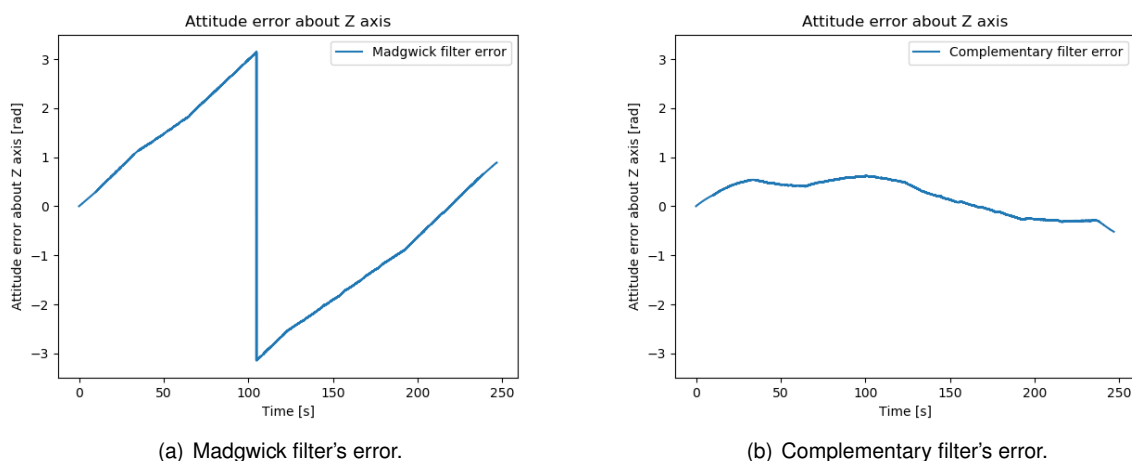 Attitude error about Z axis
Madgwick filter error
3
2
1
0
−1
−2
−3
Attitude error about Z axis [rad]
0 50 100 150 200 250
Time [s]
(a) Madgwick filter's error.
Attitude error about Z axis
Complementary filter error
3
2
1
0
−1
−2
−3
Attitude error about Z axis [rad]
0 50 100 150 200 250
Time [s]
(b) Complementary filter's error.